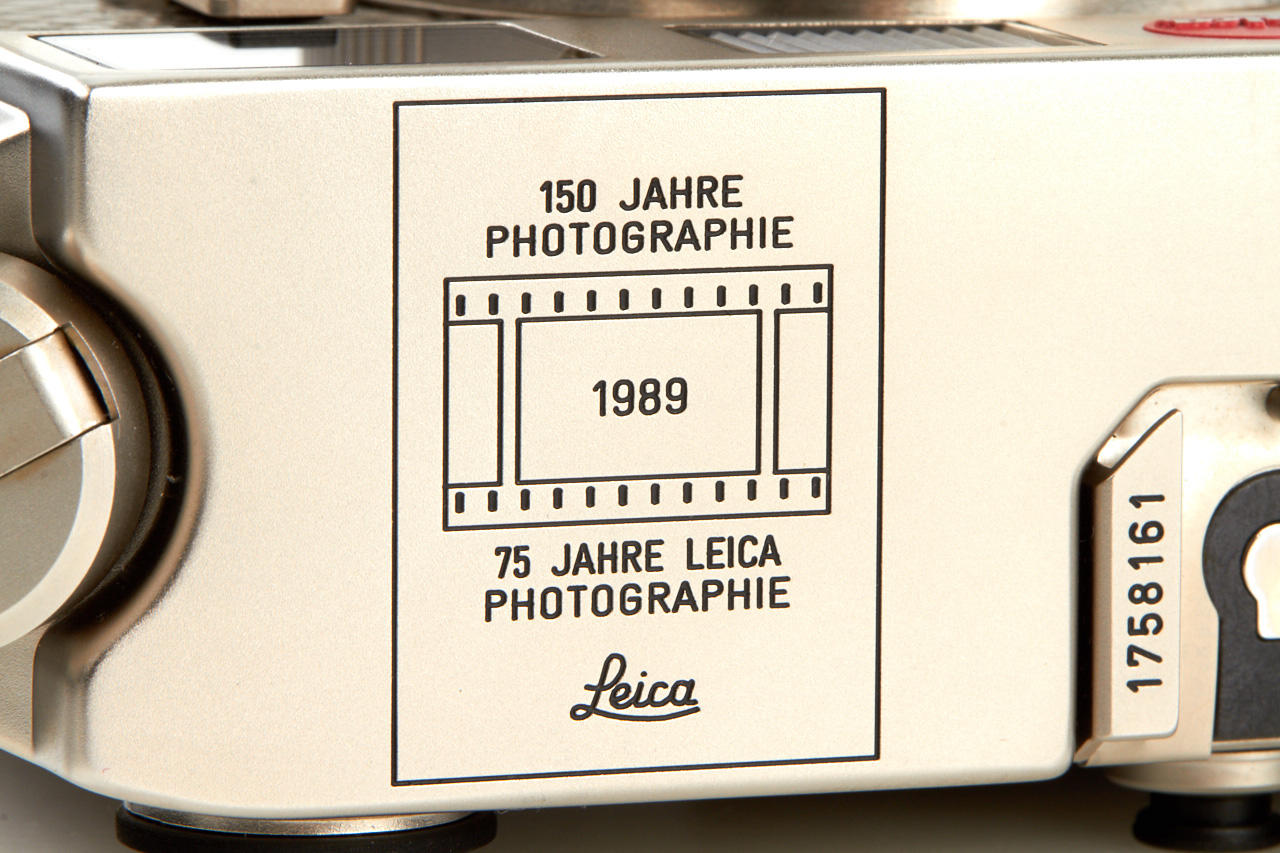 150 JAHRE
PHOTOGRAPHIE
1989
75 JAHRE LEICA
PHOTOGRAPHIE
Leica
1758161